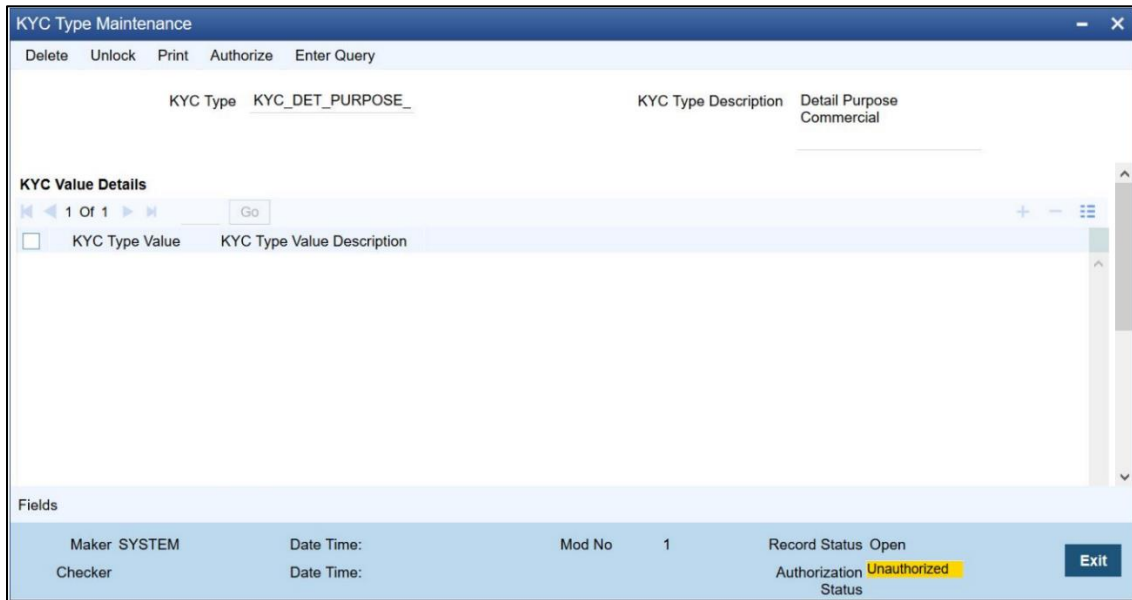 KYC Type Maintenance
Delete Unlock Print Authorize Enter Query
KYC Type KYC_DET_PURPOSE_ KYC Type Description Detail Purpose
Commercial
KYC Value Details
1 Of 1 Go
KYC Type Value KYC Type Value Description
Fields
Maker SYSTEM Date Time: Mod No 1 Record Status Open
Exit
Checker Date Time: Authorization Unauthorized
Status